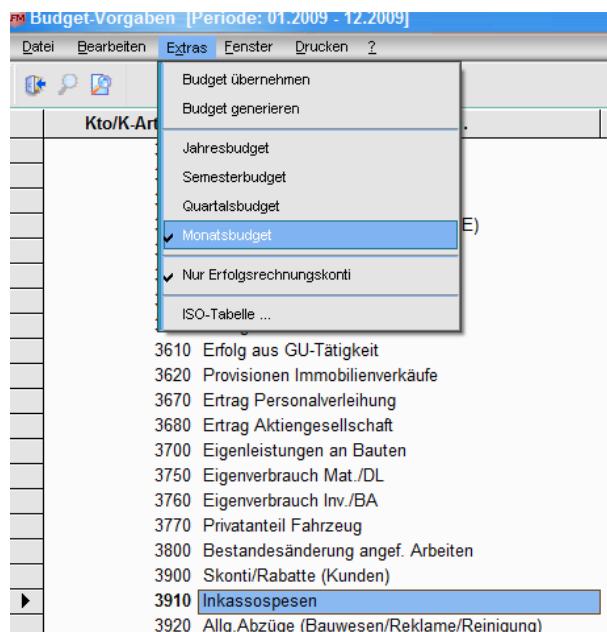 FM Budget-Vorgaben [Periode: 01.2009 - 12.2009]
Datei Bearbeiten Extras Fenster Drucken ?
Budget übernehmen
Budget generieren
Kto/K-Art
Jahresbudget
Semesterbudget
Quartalsbudget
Monatsbudget
E)
Nur Erfolgsrechnungskonti
ISO-Tabelle ...
3610 Erfolg aus GU-Tätigkeit
3620 Provisionen Immobilienverkäufe
3670 Ertrag Personalverleihung
3680 Ertrag Aktiengesellschaft
3700 Eigenleistungen an Bauten
3750 Eigenverbrauch Mat./DL
3760 Eigenverbrauch Inv./BA
3770 Privatanteil Fahrzeug
3800 Bestandesänderung angef. Arbeiten
3900 Skonti/Rabatte (Kunden)
3910 Inkassospesen
3920 Allg.Abzüge (Bauwesen/Reklame/Reinigung)